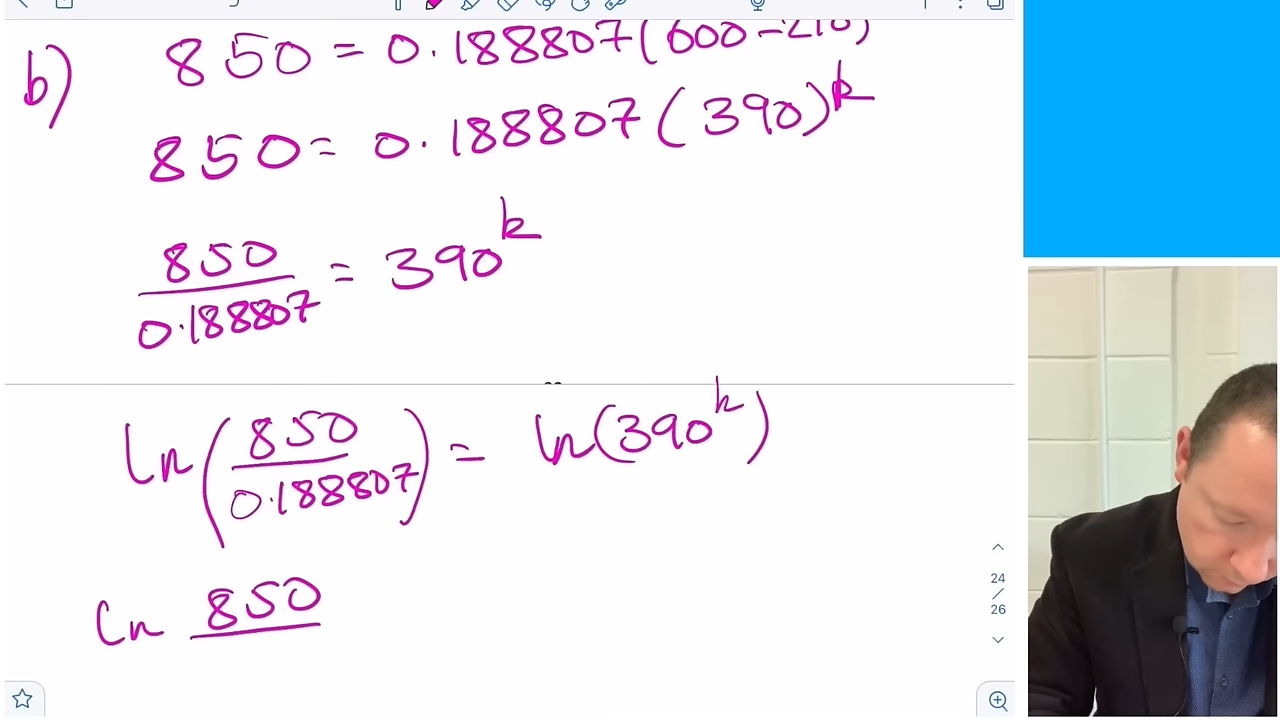 b) 850 = 0.188807(600-210)
850 = 0.188807(390)^k
850/0.188807 = 390^k
ln(850/0.188807) = ln(390^k)
ln 850
24
/
26